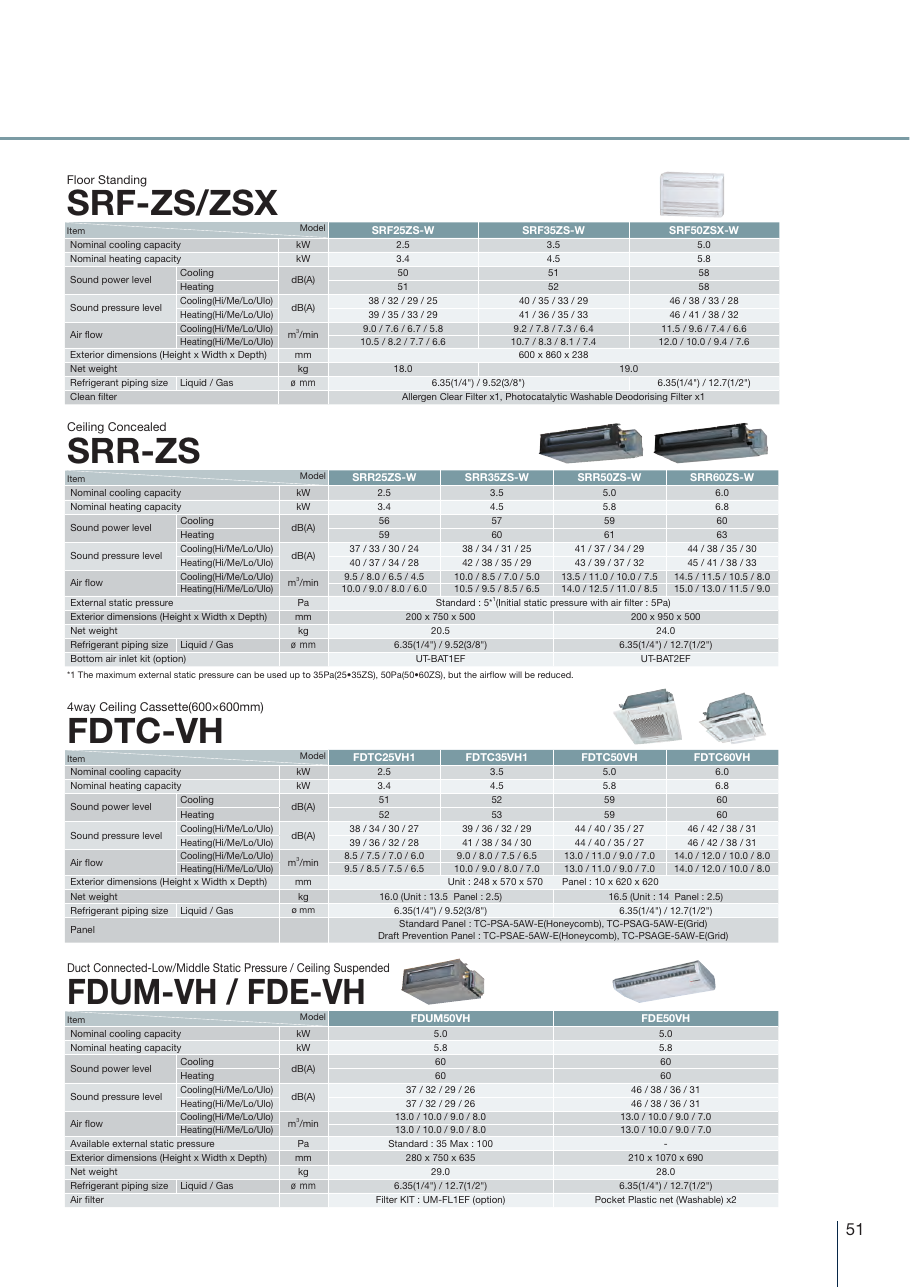 Floor Standing
SRF-ZS/ZSX
Item Model SRF25ZS-W SRF35ZS-W SRF50ZSX-W
Nominal cooling capacity kW 2.5 3.5 5.0
Nominal heating capacity kW 3.4 4.5 5.8
Sound power level Cooling dB(A) 50 51 58
Heating 51 52 58
Sound pressure level Cooling(Hi/Me/Lo/Ulo) dB(A) 38 / 32 / 29 / 25 40 / 35 / 33 / 29 46 / 38 / 33 / 28
Heating(Hi/Me/Lo/Ulo) 39 / 35 / 33 / 29 41 / 36 / 35 / 33 46 / 41 / 38 / 32
Air flow Cooling(Hi/Me/Lo/Ulo) m³/min 9.0 / 7.6 / 6.7 / 5.8 9.2 / 7.8 / 7.3 / 6.4 11.5 / 9.6 / 7.4 / 6.6
Heating(Hi/Me/Lo/Ulo) 10.5 / 8.2 / 7.7 / 6.6 10.7 / 8.3 / 8.1 / 7.4 12.0 / 10.0 / 9.4 / 7.6
Exterior dimensions (Height x Width x Depth) mm 600 x 860 x 238
Net weight kg 18.0 19.0
Refrigerant piping size Liquid / Gas ø mm 6.35(1/4") / 9.52(3/8") 6.35(1/4") / 12.7(1/2")
Clean filter Allergen Clear Filter x1, Photocatalytic Washable Deodorising Filter x1
Ceiling Concealed
SRR-ZS
Item Model SRR25ZS-W SRR35ZS-W SRR50ZS-W SRR60ZS-W
Nominal cooling capacity kW 2.5 3.5 5.0 6.0
Nominal heating capacity kW 3.4 4.5 5.8 6.8
Sound power level Cooling dB(A) 56 57 59 60
Heating 59 60 61 63
Sound pressure level Cooling(Hi/Me/Lo/Ulo) dB(A) 37 / 33 / 30 / 24 38 / 34 / 31 / 25 41 / 37 / 34 / 29 44 / 38 / 35 / 30
Heating(Hi/Me/Lo/Ulo) 40 / 37 / 34 / 28 42 / 38 / 35 / 29 43 / 39 / 37 / 32 45 / 41 / 38 / 33
Air flow Cooling(Hi/Me/Lo/Ulo) m³/min 9.5 / 8.0 / 6.5 / 4.5 10.0 / 8.5 / 7.0 / 5.0 13.5 / 11.0 / 10.0 / 7.5 14.5 / 11.5 / 10.5 / 8.0
Heating(Hi/Me/Lo/Ulo) 10.0 / 9.0 / 8.0 / 6.0 10.5 / 9.5 / 8.5 / 6.5 14.0 / 12.5 / 11.0 / 8.5 15.0 / 13.0 / 11.5 / 9.0
External static pressure Pa Standard : 5*¹(Initial static pressure with air filter : 5Pa)
Exterior dimensions (Height x Width x Depth) mm 200 x 750 x 500 200 x 950 x 500
Net weight kg 20.5 24.0
Refrigerant piping size Liquid / Gas ø mm 6.35(1/4") / 9.52(3/8") 6.35(1/4") / 12.7(1/2")
Bottom air inlet kit (option) UT-BAT1EF UT-BAT2EF
*1 The maximum external static pressure can be used up to 35Pa(25•35ZS), 50Pa(50•60ZS), but the airflow will be reduced.
4way Ceiling Cassette(600×600mm)
FDTC-VH
Item Model FDTC25VH1 FDTC35VH1 FDTC50VH FDTC60VH
Nominal cooling capacity kW 2.5 3.5 5.0 6.0
Nominal heating capacity kW 3.4 4.5 5.8 6.8
Sound power level Cooling dB(A) 51 52 59 60
Heating 52 53 59 60
Sound pressure level Cooling(Hi/Me/Lo/Ulo) dB(A) 38 / 34 / 30 / 27 39 / 36 / 32 / 29 44 / 40 / 35 / 27 46 / 42 / 38 / 31
Heating(Hi/Me/Lo/Ulo) 39 / 36 / 32 / 28 41 / 38 / 34 / 30 44 / 40 / 35 / 27 46 / 42 / 38 / 31
Air flow Cooling(Hi/Me/Lo/Ulo) m³/min 8.5 / 7.5 / 7.0 / 6.0 9.0 / 8.0 / 7.5 / 6.5 13.0 / 11.0 / 9.0 / 7.0 14.0 / 12.0 / 10.0 / 8.0
Heating(Hi/Me/Lo/Ulo) 9.5 / 8.5 / 7.5 / 6.5 10.0 / 9.0 / 8.0 / 7.0 13.0 / 11.0 / 9.0 / 7.0 14.0 / 12.0 / 10.0 / 8.0
Exterior dimensions (Height x Width x Depth) mm Unit : 248 x 570 x 570 Panel : 10 x 620 x 620
Net weight kg 16.0 (Unit : 13.5 Panel : 2.5) 16.5 (Unit : 14 Panel : 2.5)
Refrigerant piping size Liquid / Gas ø mm 6.35(1/4") / 9.52(3/8") 6.35(1/4") / 12.7(1/2")
Panel Standard Panel : TC-PSA-5AW-E(Honeycomb), TC-PSAG-5AW-E(Grid)
Draft Prevention Panel : TC-PSAE-5AW-E(Honeycomb), TC-PSAGE-5AW-E(Grid)
Duct Connected-Low/Middle Static Pressure / Ceiling Suspended
FDUM-VH / FDE-VH
Item Model FDUM50VH FDE50VH
Nominal cooling capacity kW 5.0 5.0
Nominal heating capacity kW 5.8 5.8
Sound power level Cooling dB(A) 60 60
Heating 60 60
Sound pressure level Cooling(Hi/Me/Lo/Ulo) dB(A) 37 / 32 / 29 / 26 46 / 38 / 36 / 31
Heating(Hi/Me/Lo/Ulo) 37 / 32 / 29 / 26 46 / 38 / 36 / 31
Air flow Cooling(Hi/Me/Lo/Ulo) m³/min 13.0 / 10.0 / 9.0 / 8.0 13.0 / 10.0 / 9.0 / 7.0
Heating(Hi/Me/Lo/Ulo) 13.0 / 10.0 / 9.0 / 8.0 13.0 / 10.0 / 9.0 / 7.0
Available external static pressure Pa Standard : 35 Max : 100 -
Exterior dimensions (Height x Width x Depth) mm 280 x 750 x 635 210 x 1070 x 690
Net weight kg 29.0 28.0
Refrigerant piping size Liquid / Gas ø mm 6.35(1/4") / 12.7(1/2") 6.35(1/4") / 12.7(1/2")
Air filter Filter KIT : UM-FL1EF (option) Pocket Plastic net (Washable) x2
51